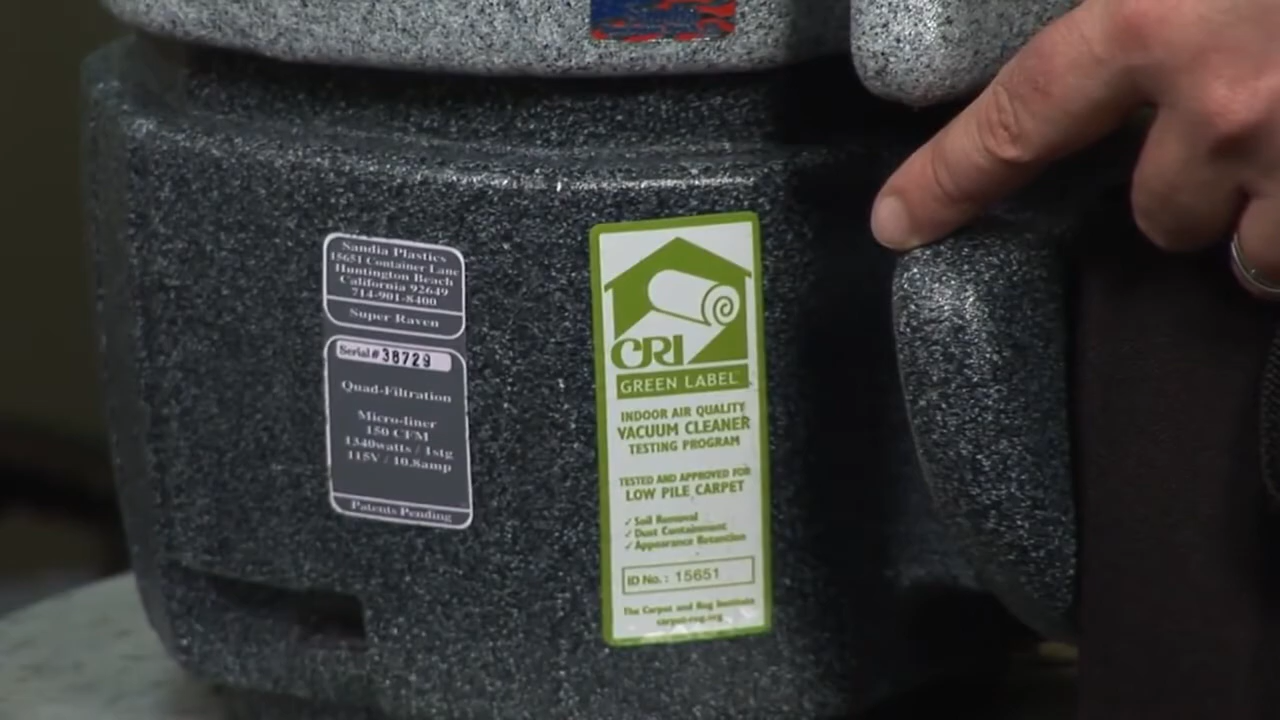 Sandia Plastics
15651 Container Lane
Huntington Beach
California 92649
714-901-8400
Super Raven
Serial # 38729
Quad-Filtration
Micro-liner
150 CFM
1340watts / 1stg
115V / 10.8amp
Patents Pending
CRI
GREEN LABEL
INDOOR AIR QUALITY
VACUUM CLEANER
TESTING PROGRAM
TESTED AND APPROVED FOR
LOW PILE CARPET
✓ Soil Removal
✓ Dust Containment
✓ Appearance Retention
ID No.: 15651
The Carpet and Rug Institute
carpet-rug.org